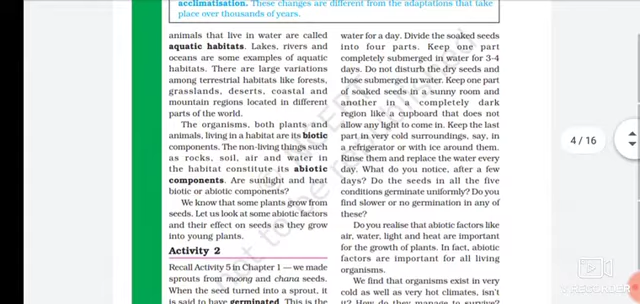 acclimatisation. These changes are different from the adaptations that take
place over thousands of years.
animals that live in water are called
aquatic habitats. Lakes, rivers and
oceans are some examples of aquatic
habitats. There are large variations
among terrestrial habitats like forests,
grasslands, deserts, coastal and
mountain regions located in different
parts of the world.
The organisms, both plants and
animals, living in a habitat are its biotic
components. The non-living things such
as rocks, soil, air and water in
the habitat constitute its abiotic
components. Are sunlight and heat
biotic or abiotic components?
We know that some plants grow from
seeds. Let us look at some abiotic factors
and their effect on seeds as they grow
into young plants.
Activity 2
Recall Activity 5 in Chapter 1 — we made
sprouts from moong and chana seeds.
When the seed turned into a sprout, it
is said to have germinated. This is the
water for a day. Divide the soaked seeds
into four parts. Keep one part
completely submerged in water for 3-4
days. Do not disturb the dry seeds and
those submerged in water. Keep one part
of soaked seeds in a sunny room and
another in a completely dark
region like a cupboard that does not
allow any light to come in. Keep the last
part in very cold surroundings, say, in
a refrigerator or with ice around them.
Rinse them and replace the water every
day. What do you notice, after a few
days? Do the seeds in all the five
conditions germinate uniformly? Do you
find slower or no germination in any of
these?
Do you realise that abiotic factors like
air, water, light and heat are important
for the growth of plants. In fact, abiotic
factors are important for all living
organisms.
We find that organisms exist in very
cold as well as very hot climates, isn't
it? How do they manage to survive?
4 / 16